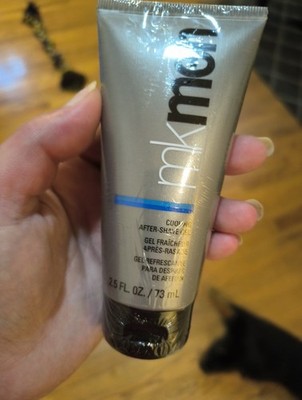 mkmen
COOLING
AFTER-SHAVE GEL
GEL FRAÎCHEUR
APRÈS-RASAGE
GEL REFRESCANTE
PARA DESPUÉS
DE AFEITAR
2.5 FL. OZ. / 73 mL